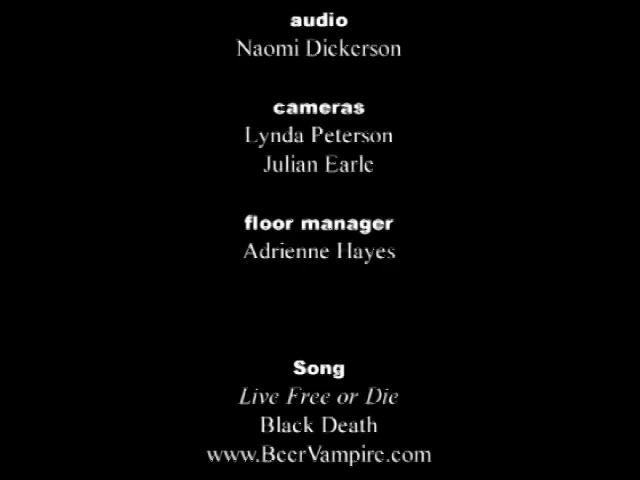 audio
Naomi Dickerson
cameras
Lynda Peterson
Julian Earle
floor manager
Adrienne Hayes
Song
Live Free or Die
Black Death
www.BeerVampire.com